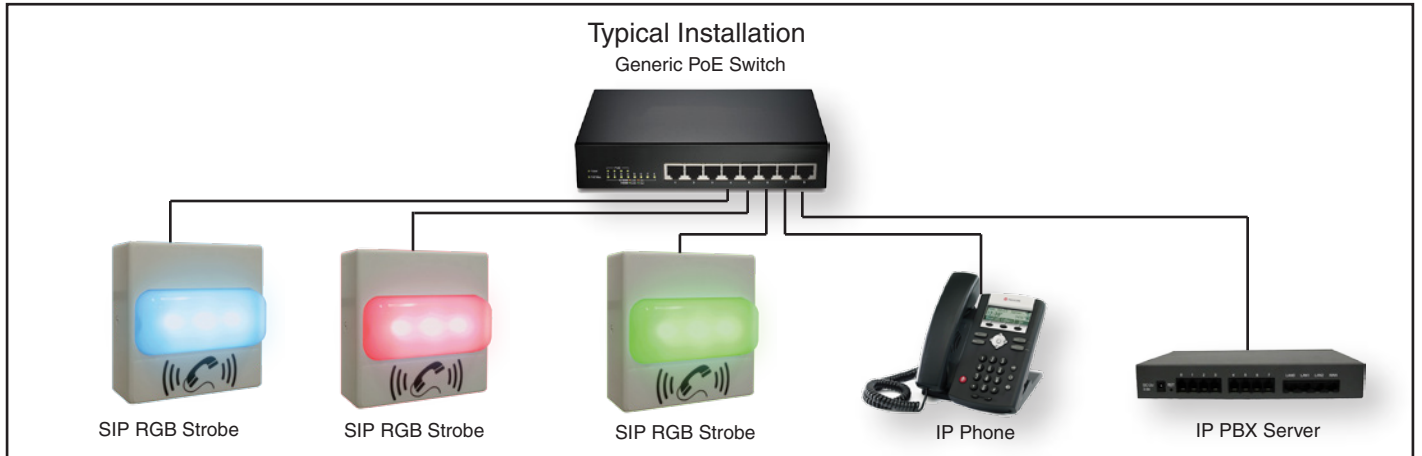 Typical Installation
Generic PoE Switch
SIP RGB Strobe
SIP RGB Strobe
SIP RGB Strobe
IP Phone
IP PBX Server